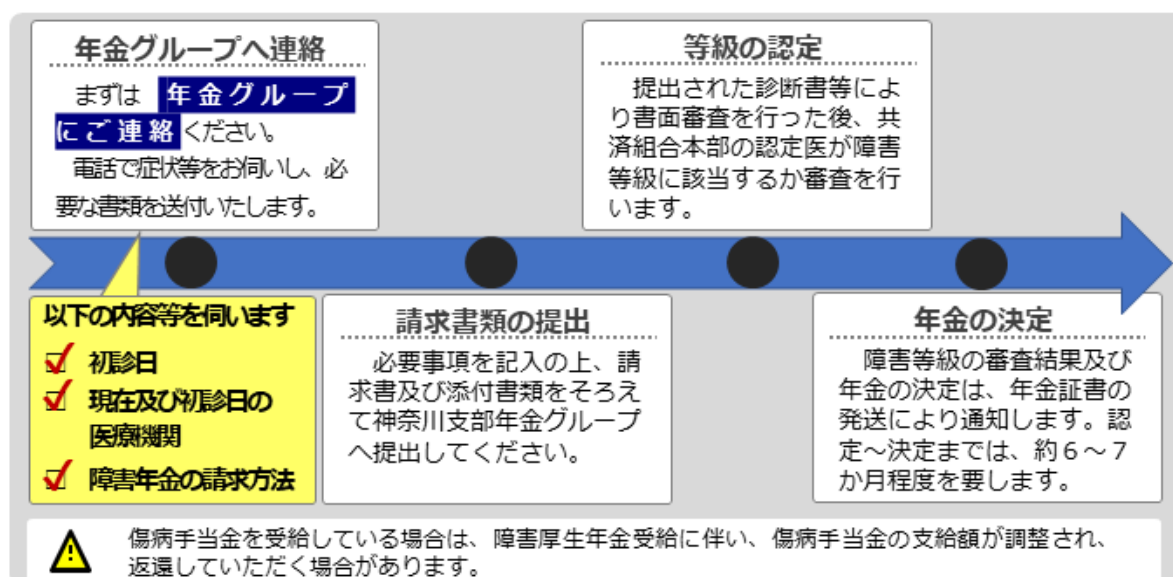 年金グループへ連絡
まずは 年金グループ
にご連絡ください。
電話で症状等をお伺いし、必
要な書類を送付いたします。
等級の認定
提出された診断書等によ
り書面審査を行った後、共
済組合本部の認定医が障害
等級に該当するか審査を行
います。
以下の内容等を伺います
初診日
現在及び初診日の
医療機関
障害年金の請求方法
請求書類の提出
必要事項を記入の上、請
求書及び添付書類をそろえ
て神奈川支部年金グループ
へ提出してください。
年金の決定
障害等級の審査結果及び
年金の決定は、年金証書の
発送により通知します。認
定~決定までは、約6~7
か月程度を要します。
傷病手当金を受給している場合は、障害厚生年金受給に伴い、傷病手当金の支給額が調整され、
返還していただく場合があります。